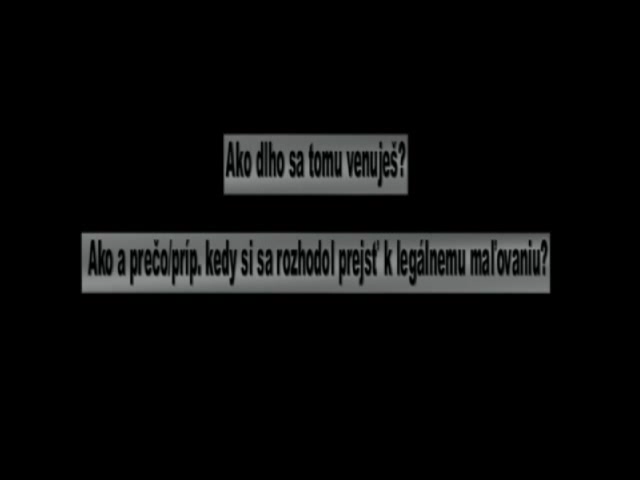 Ako dlho sa tomu venuješ?
Ako a prečo/príp. kedy si sa rozhodol prejsť k legálnemu maľovaniu?